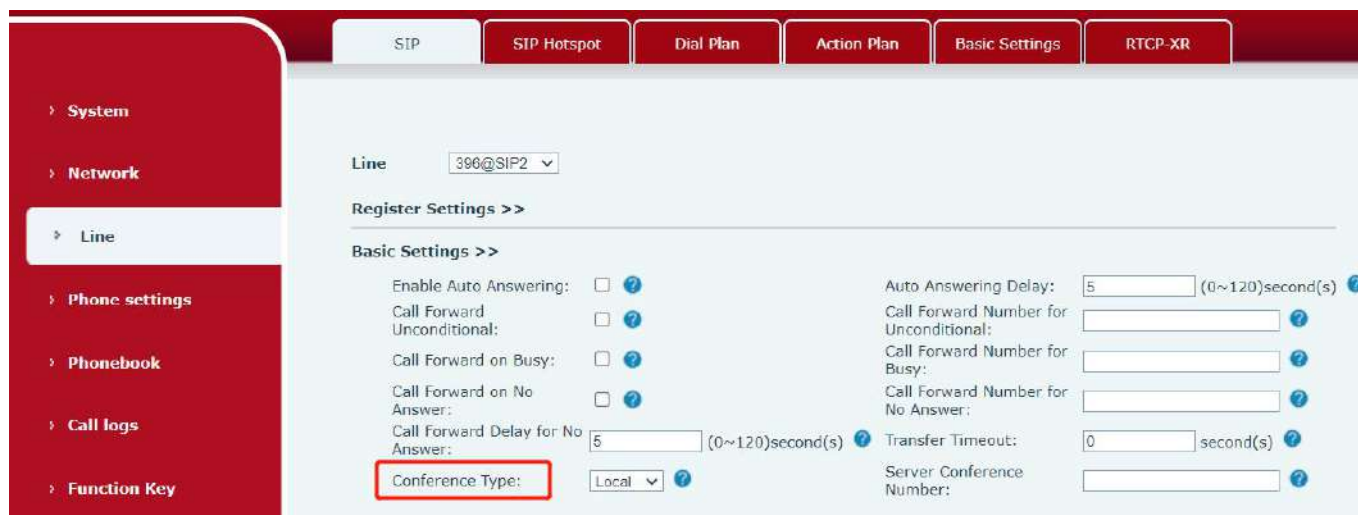 SIP
SIP Hotspot
Dial Plan
Action Plan
Basic Settings
RTCP-XR
System
Network
Line
Phone settings
Phonebook
Call logs
Function Key
Line 396@SIP2
Register Settings >>
Basic Settings >>
Enable Auto Answering: ?
Auto Answering Delay: 5 (0~120)second(s) ?
Call Forward
Unconditional: ?
Call Forward Number for
Unconditional: ?
Call Forward on Busy: ?
Call Forward Number for
Busy: ?
Call Forward on No
Answer: ?
Call Forward Number for
No Answer: ?
Call Forward Delay for No
Answer: 5 (0~120)second(s) ?
Transfer Timeout: 0 second(s) ?
Conference Type: Local ?
Server Conference
Number: ?